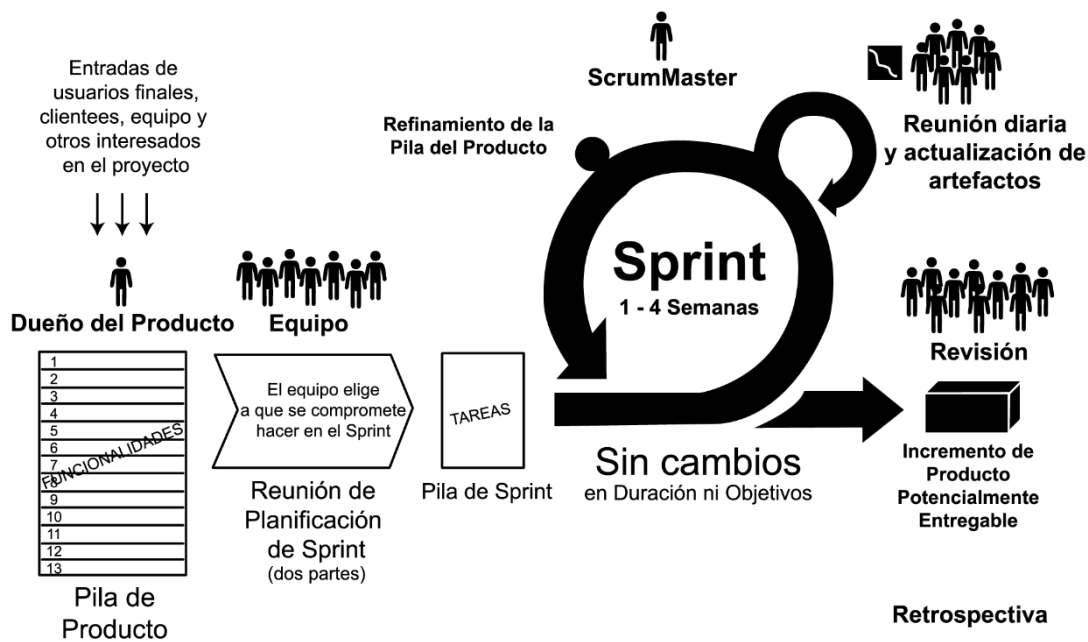 Entradas de
usuarios finales,
clientees, equipo y
otros interesados
en el proyecto
Dueño del Producto
1
2
3
4
5
6
7
8
9
10
11
12
13
FUNCIONALIDADES
Pila de
Producto
Equipo
El equipo elige
a que se compromete
hacer en el Sprint
Reunión de
Planificación
de Sprint
(dos partes)
TAREAS
Pila de Sprint
ScrumMaster
Refinamiento de la
Pila del Producto
Sprint
1 - 4 Semanas
Sin cambios
en Duración ni Objetivos
Reunión diaria
y actualización de
artefactos
Revisión
Incremento de
Producto
Potencialmente
Entregable
Retrospectiva